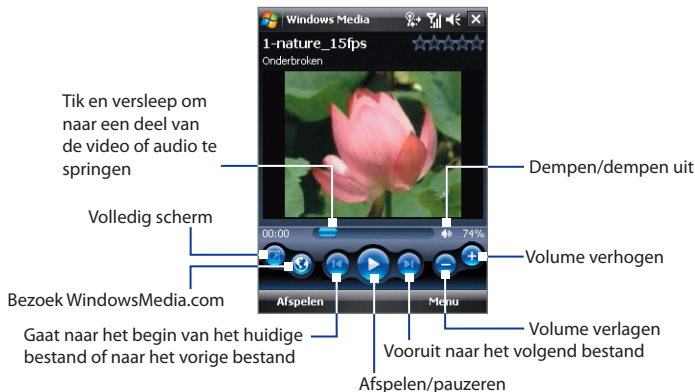 Windows Media
1-nature_15fps
Onderbroken
Tik en versleep om
naar een deel van
de video of audio te
springen
Dempen/dempen uit
Volledig scherm
00:00
74%
Volume verhogen
Bezoek WindowsMedia.com
Afspelen
Menu
Gaat naar het begin van het huidige
bestand of naar het vorige bestand
Volume verlagen
Vooruit naar het volgend bestand
Afspelen/pauzeren